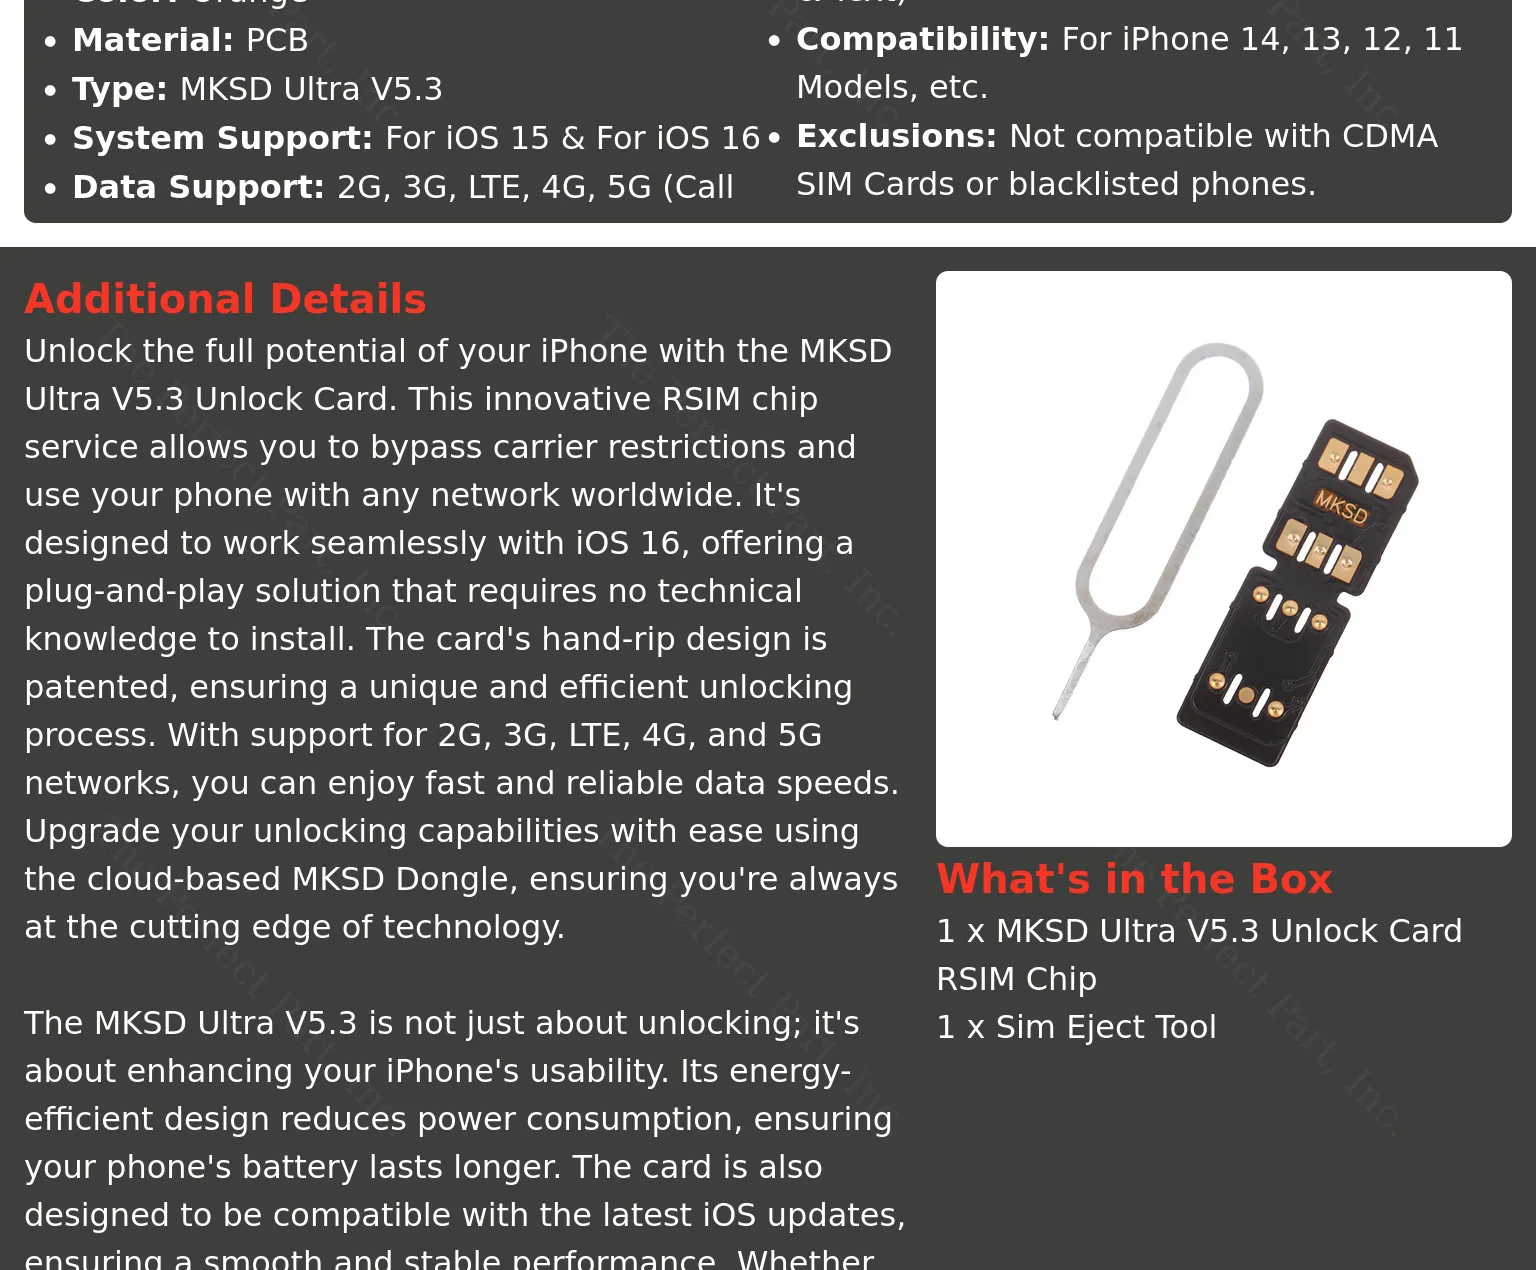 Material: PCB
Type: MKSD Ultra V5.3
System Support: For iOS 15 & For iOS 16
Data Support: 2G, 3G, LTE, 4G, 5G (Call
Compatibility: For iPhone 14, 13, 12, 11
Models, etc.
Exclusions: Not compatible with CDMA
SIM Cards or blacklisted phones.
Additional Details
Unlock the full potential of your iPhone with the MKSD
Ultra V5.3 Unlock Card. This innovative RSIM chip
service allows you to bypass carrier restrictions and
use your phone with any network worldwide. It's
designed to work seamlessly with iOS 16, offering a
plug-and-play solution that requires no technical
knowledge to install. The card's hand-rip design is
patented, ensuring a unique and efficient unlocking
process. With support for 2G, 3G, LTE, 4G, and 5G
networks, you can enjoy fast and reliable data speeds.
Upgrade your unlocking capabilities with ease using
the cloud-based MKSD Dongle, ensuring you're always
at the cutting edge of technology.
The MKSD Ultra V5.3 is not just about unlocking; it's
about enhancing your iPhone's usability. Its energy-
efficient design reduces power consumption, ensuring
your phone's battery lasts longer. The card is also
designed to be compatible with the latest iOS updates,
ensuring a smooth and stable performance. Whether
MKSD
What's in the Box
1 x MKSD Ultra V5.3 Unlock Card
RSIM Chip
1 x Sim Eject Tool
The Perfect Part, Inc.